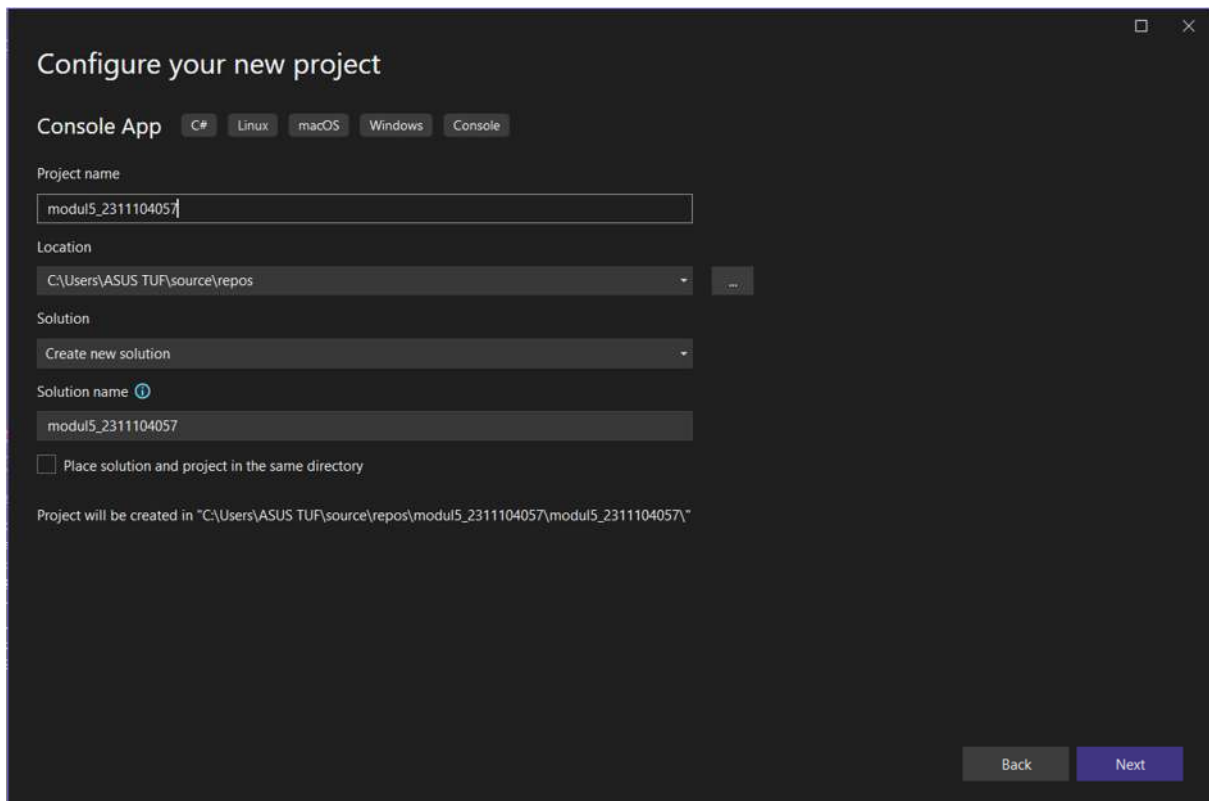 Configure your new project
Console App C# Linux macOS Windows Console
Project name
modul5_2311104057
Location
C:\Users\ASUS TUF\source\repos
...
Solution
Create new solution
Solution name
modul5_2311104057
Place solution and project in the same directory
Project will be created in "C:\Users\ASUS TUF\source\repos\modul5_2311104057\modul5_2311104057\"
Back Next